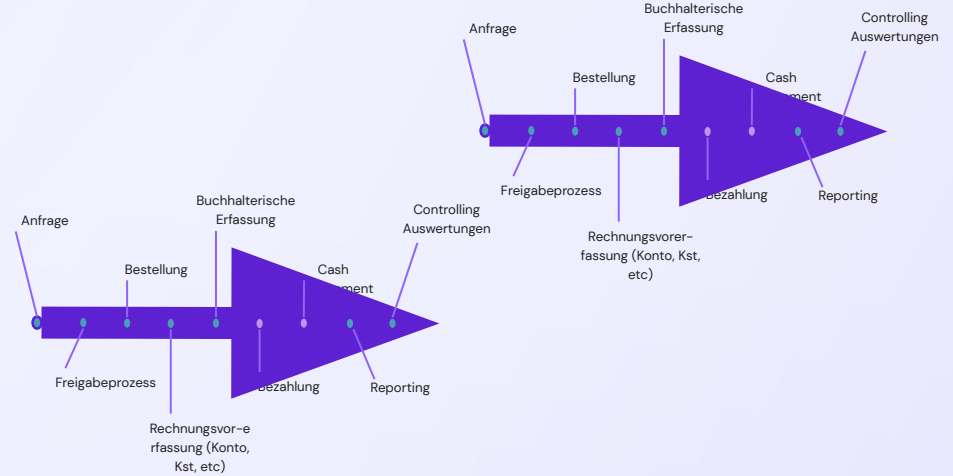 Buchhalterische
Erfassung
Controlling
Auswertungen
Anfrage
Bestellung
Cash
Freigabeprozess
Bezahlung
Reporting
Rechnungsvorer-
fassung (Konto, Kst,
etc)
Buchhalterische
Erfassung
Controlling
Auswertungen
Anfrage
Bestellung
Cash
Freigabeprozess
Bezahlung
Reporting
Rechnungsvor-e
rfassung (Konto,
Kst, etc)